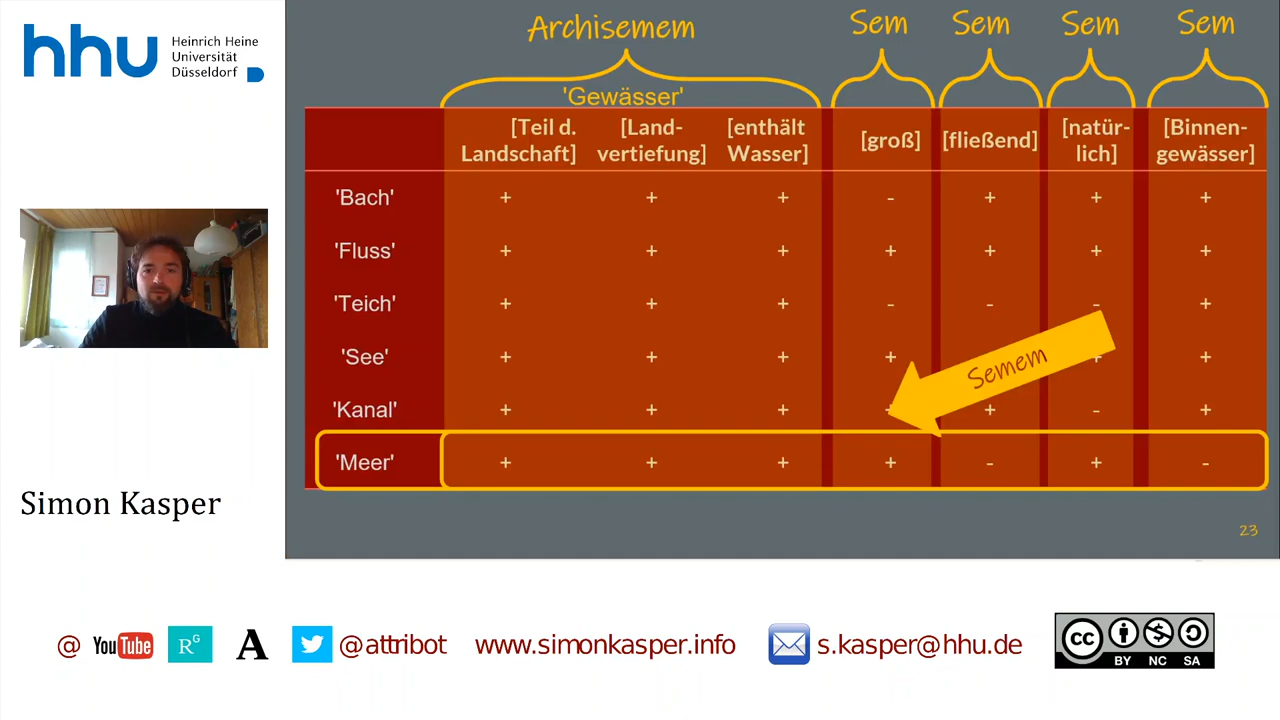 hhu Heinrich Heine
Universität
Düsseldorf
Archisemem Sem Sem Sem Sem
'Gewässer'
[Teil d. Landschaft] [Land-vertiefung] [enthält Wasser] [groß] [fließend] [natür-lich] [Binnen-gewässer]
'Bach' + + + - + + +
'Fluss' + + + + + + +
'Teich' + + + - - - +
'See' + + + + + +
Semem
'Kanal' + + + + + - +
'Meer' + + + + - + -
Simon Kasper
23
@ YouTube RG A @attribot www.simonkasper.info s.kasper@hhu.de cc BY NC SA